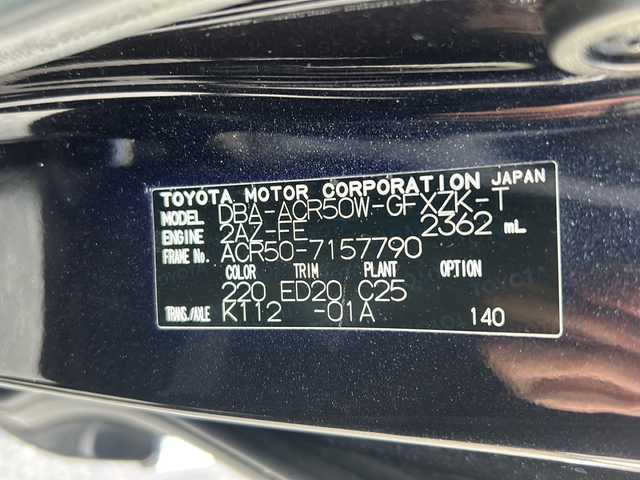 TOYOTA MOTOR CORPORATION JAPAN
MODEL DBA-ACR50W-GFXZK-T
ENGINE 2AZ-FE 2362 mL
FRAME No. ACR50-7157790
COLOR TRIM PLANT OPTION
220 ED20 C25
TRANS./AXLE K112 -01A 140